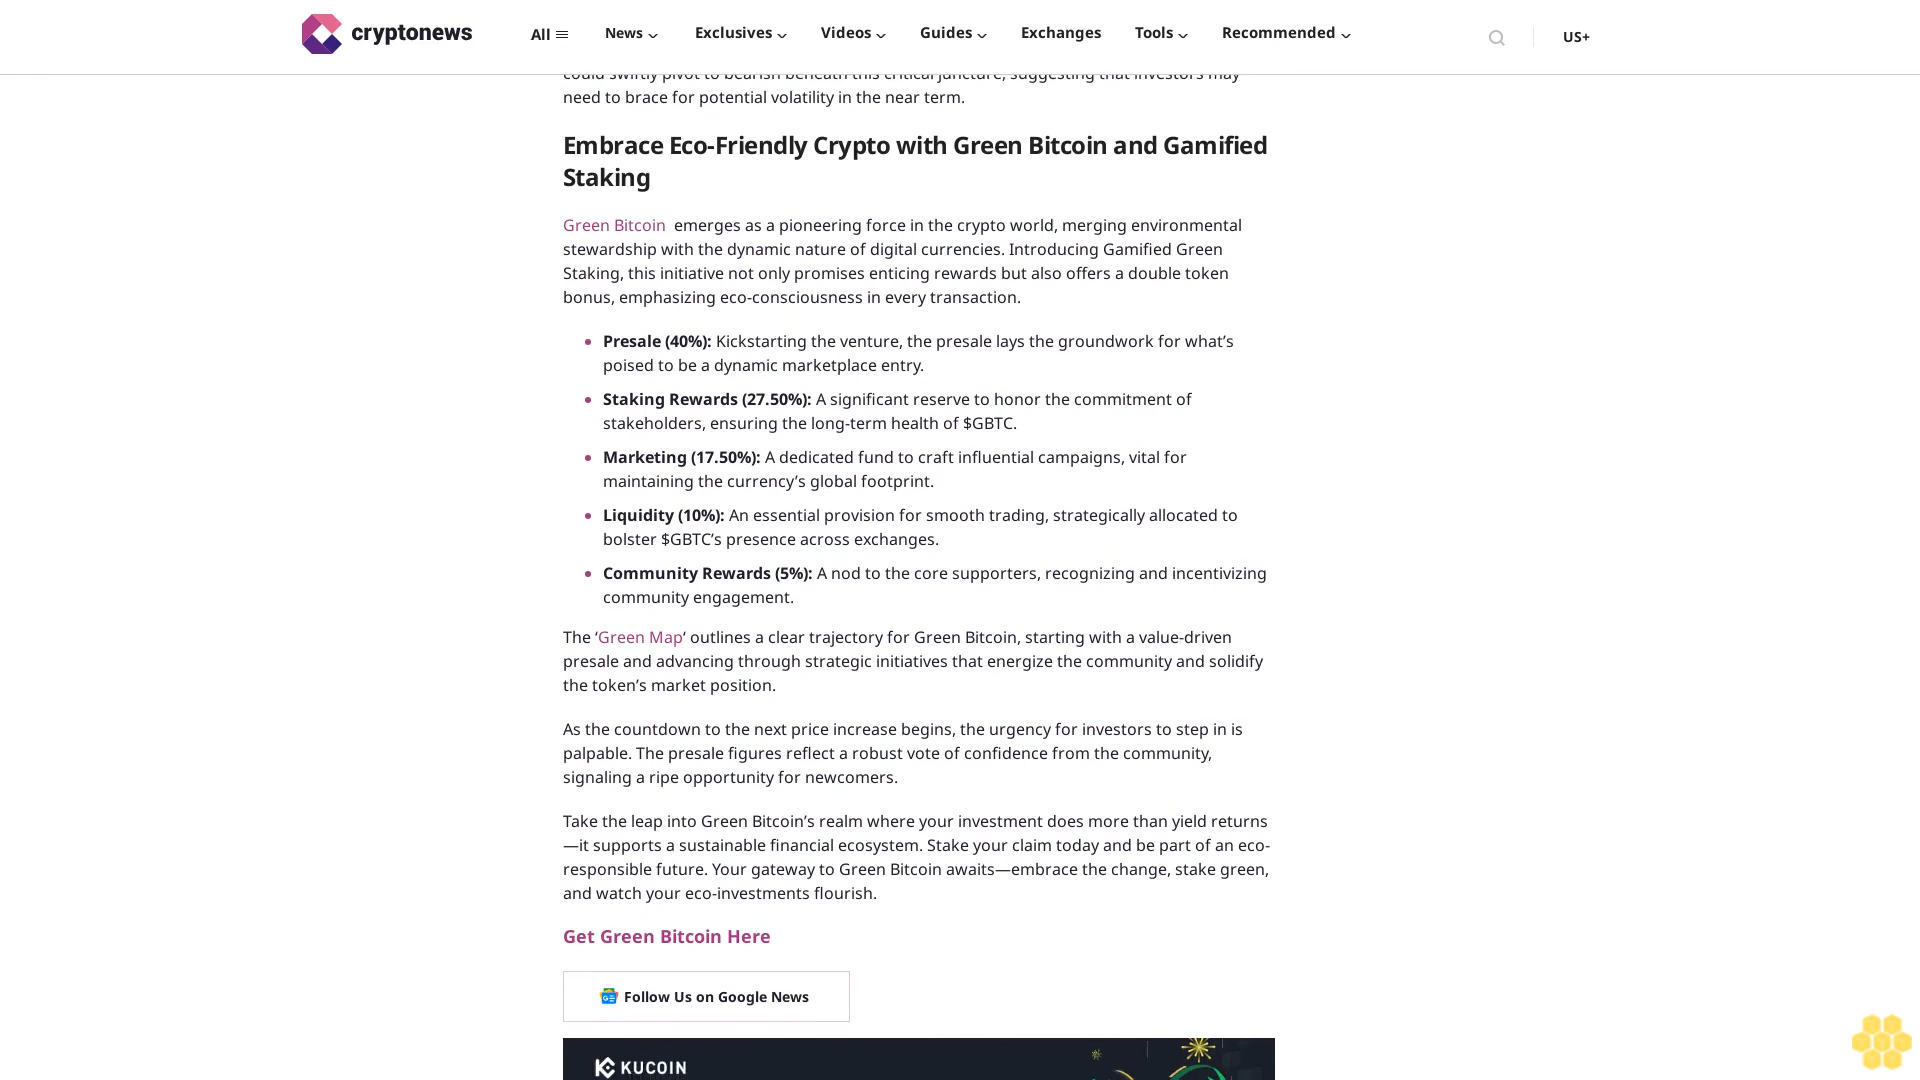 cryptonews
All
News
Exclusives
Videos
Guides
Exchanges
Tools
Recommended
US+
could swiftly pivot to bearish beneath this critical juncture, suggesting that investors may
need to brace for potential volatility in the near term.
Embrace Eco-Friendly Crypto with Green Bitcoin and Gamified
Staking
Green Bitcoin emerges as a pioneering force in the crypto world, merging environmental
stewardship with the dynamic nature of digital currencies. Introducing Gamified Green
Staking, this initiative not only promises enticing rewards but also offers a double token
bonus, emphasizing eco-consciousness in every transaction.
Presale (40%): Kickstarting the venture, the presale lays the groundwork for what’s
poised to be a dynamic marketplace entry.
Staking Rewards (27.50%): A significant reserve to honor the commitment of
stakeholders, ensuring the long-term health of $GBTC.
Marketing (17.50%): A dedicated fund to craft influential campaigns, vital for
maintaining the currency’s global footprint.
Liquidity (10%): An essential provision for smooth trading, strategically allocated to
bolster $GBTC’s presence across exchanges.
Community Rewards (5%): A nod to the core supporters, recognizing and incentivizing
community engagement.
The ‘Green Map‘ outlines a clear trajectory for Green Bitcoin, starting with a value-driven
presale and advancing through strategic initiatives that energize the community and solidify
the token’s market position.
As the countdown to the next price increase begins, the urgency for investors to step in is
palpable. The presale figures reflect a robust vote of confidence from the community,
signaling a ripe opportunity for newcomers.
Take the leap into Green Bitcoin’s realm where your investment does more than yield returns
—it supports a sustainable financial ecosystem. Stake your claim today and be part of an eco-
responsible future. Your gateway to Green Bitcoin awaits—embrace the change, stake green,
and watch your eco-investments flourish.
Get Green Bitcoin Here
Follow Us on Google News
KUCOIN